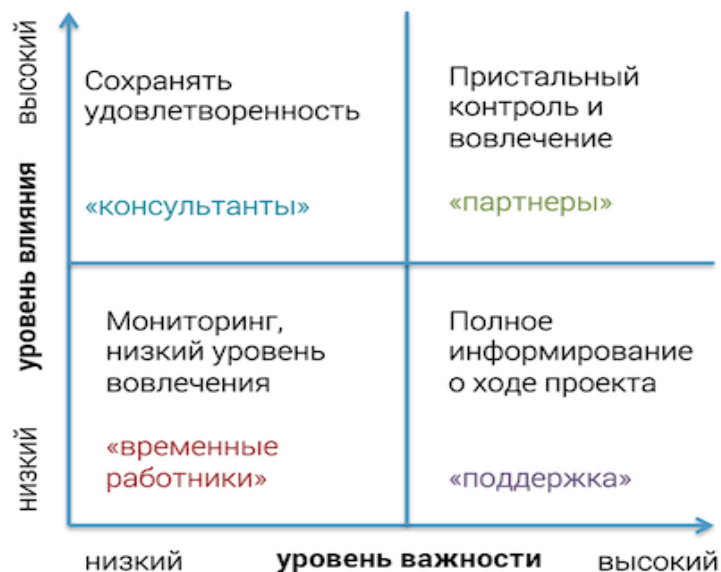 высокий
Сохранять
удовлетворенность
«консультанты»
Пристальный
контроль и
вовлечение
«партнеры»
уровень влияния
Мониторинг,
низкий уровень
вовлечения
«временные
работники»
Полное
информирование
о ходе проекта
«поддержка»
низкий
низкий
уровень важности
высокий